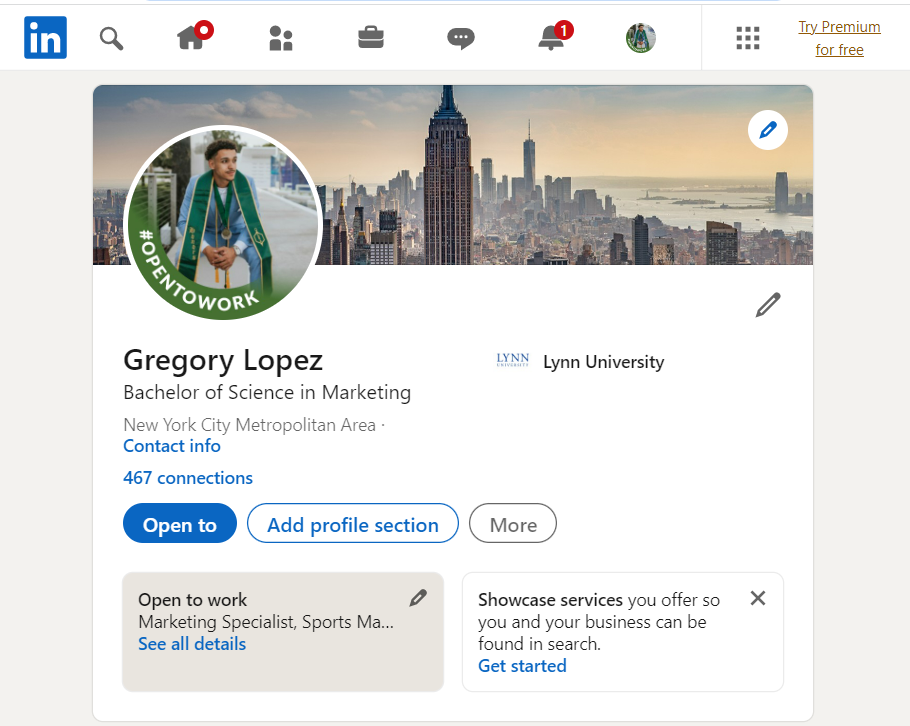 in
1
Try Premium
for free
#OPENTOWORK
Gregory Lopez
LYNN
UNIVERSITY
Lynn University
Bachelor of Science in Marketing
New York City Metropolitan Area ·
Contact info
467 connections
Open to
Add profile section
More
Open to work
Marketing Specialist, Sports Ma...
See all details
Showcase services you offer so
you and your business can be
found in search.
Get started